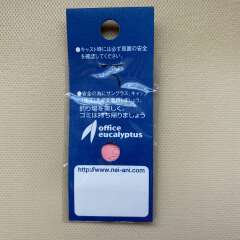 ●キャスト時には必ず周囲の安全
を確認して下さい。
●安全の為にサングラス、キャッ
釣り場を美しく。
ゴミは持ち帰りましょう
office
eucalyptus
http://www.nei-ani.com